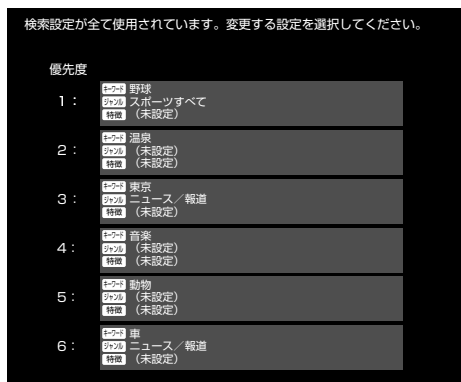 検索設定が全て使用されています。変更する設定を選択してください。
優先度
1： キーワード 野球
ジャンル スポーツすべて
特徴 （未設定）
2： キーワード 温泉
ジャンル （未設定）
特徴 （未設定）
3： キーワード 東京
ジャンル ニュース／報道
特徴 （未設定）
4： キーワード 音楽
ジャンル （未設定）
特徴 （未設定）
5： キーワード 動物
ジャンル （未設定）
特徴 （未設定）
6： キーワード 車
ジャンル ニュース／報道
特徴 （未設定）